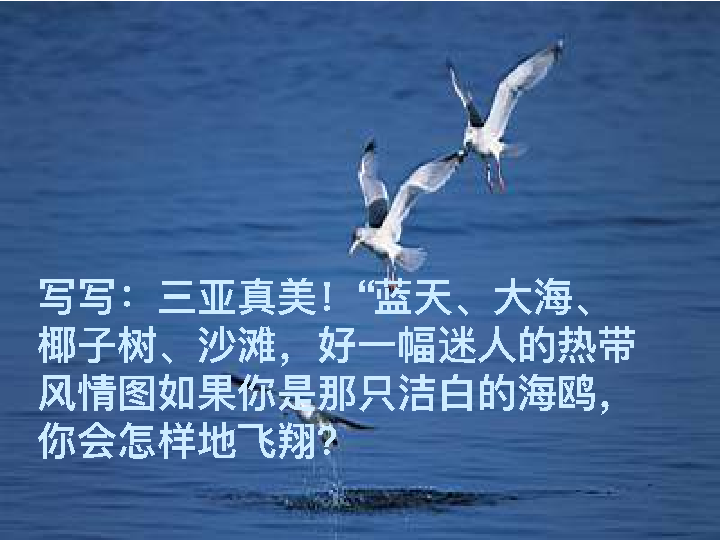 写写：三亚真美！“蓝天、大海、
椰子树、沙滩，好一幅迷人的热带
风情图如果你是那只洁白的海鸥，
你会怎样地飞翔？